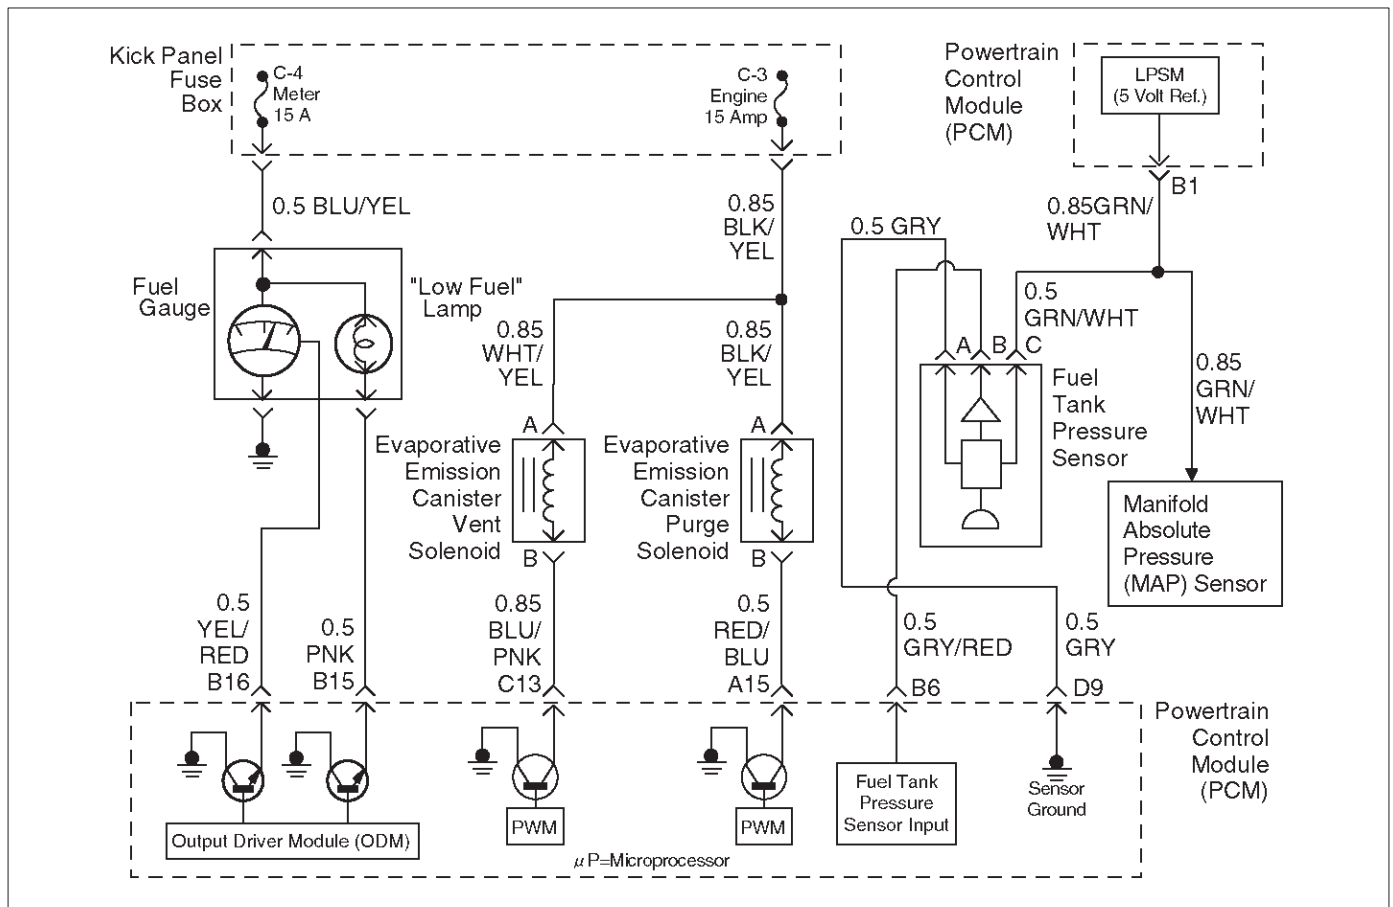 Kick Panel
Fuse
Box
C-4
Meter
15 A
C-3
Engine
15 Amp
Powertrain
Control
Module
(PCM)
LPSM
(5 Volt Ref.)
B1
0.5 BLU/YEL
0.85
BLK/
YEL
0.5 GRY
0.85GRN/
WHT
Fuel
Gauge
"Low Fuel"
Lamp
0.85
WHT/
YEL
0.85
BLK/
YEL
0.5
GRN/WHT
A B C
0.85
GRN/
WHT
Fuel
Tank
Pressure
Sensor
A
Evaporative
Emission
Canister
Vent
Solenoid
B
A
Evaporative
Emission
Canister
Purge
Solenoid
B
Manifold
Absolute
Pressure
(MAP) Sensor
0.5
YEL/
RED
B16
0.5
PNK
B15
0.85
BLU/
PNK
C13
0.5
RED/
BLU
A15
0.5
GRY/RED
B6
0.5
GRY
D9
Powertrain
Control
Module
(PCM)
Output Driver Module (ODM)
PWM
PWM
Fuel Tank
Pressure
Sensor Input
Sensor
Ground
μP=Microprocessor